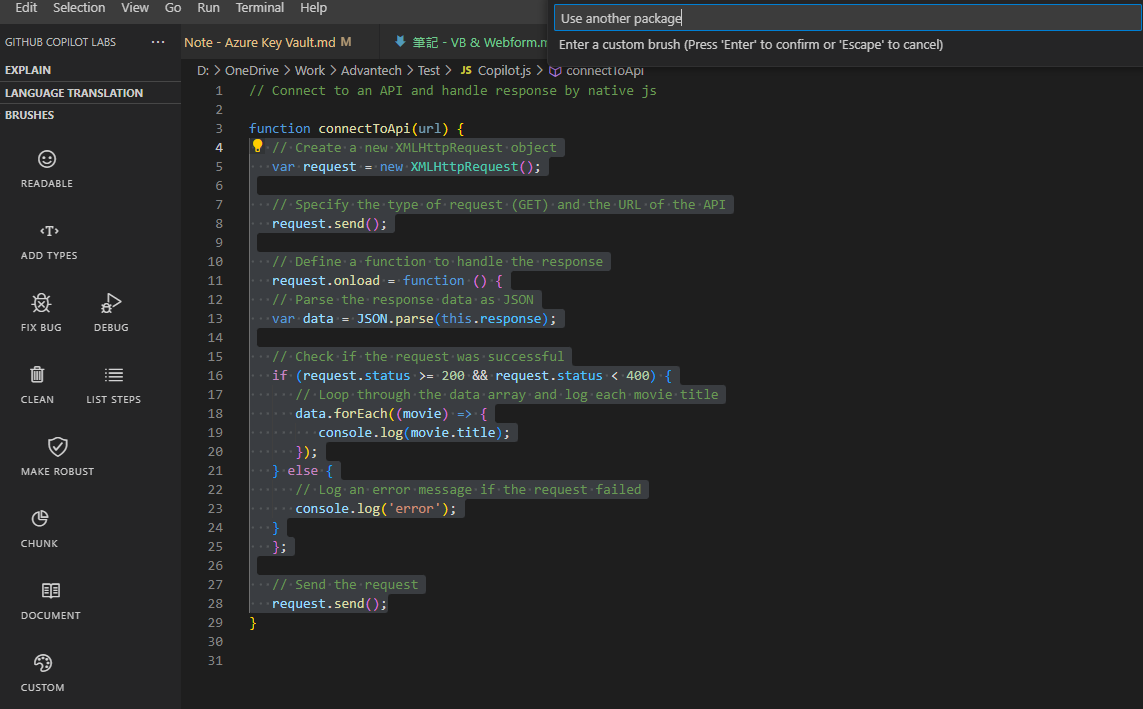 Edit Selection View Go Run Terminal Help
Use another package
Enter a custom brush (Press 'Enter' to confirm or 'Escape' to cancel)
GITHUB COPILOT LABS ...
Note - Azure Key Vault.md M
筆記 - VB & Webform.m
D: > OneDrive > Work > Advantech > Test > JS Copilot.js > connectToApi
EXPLAIN
LANGUAGE TRANSLATION
BRUSHES
READABLE
ADD TYPES
FIX BUG DEBUG
CLEAN LIST STEPS
MAKE ROBUST
CHUNK
DOCUMENT
CUSTOM
1 // Connect to an API and handle response by native js
2
3 function connectToApi(url) {
4 // Create a new XMLHttpRequest object
5 var request = new XMLHttpRequest();
6
7 // Specify the type of request (GET) and the URL of the API
8 request.send();
9
10 // Define a function to handle the response
11 request.onload = function () {
12 // Parse the response data as JSON
13 var data = JSON.parse(this.response);
14
15 // Check if the request was successful
16 if (request.status >= 200 && request.status < 400) {
17 // Loop through the data array and log each movie title
18 data.forEach((movie) => {
19 console.log(movie.title);
20 });
21 } else {
22 // Log an error message if the request failed
23 console.log('error');
24 }
25 };
26
27 // Send the request
28 request.send();
29 }
30
31